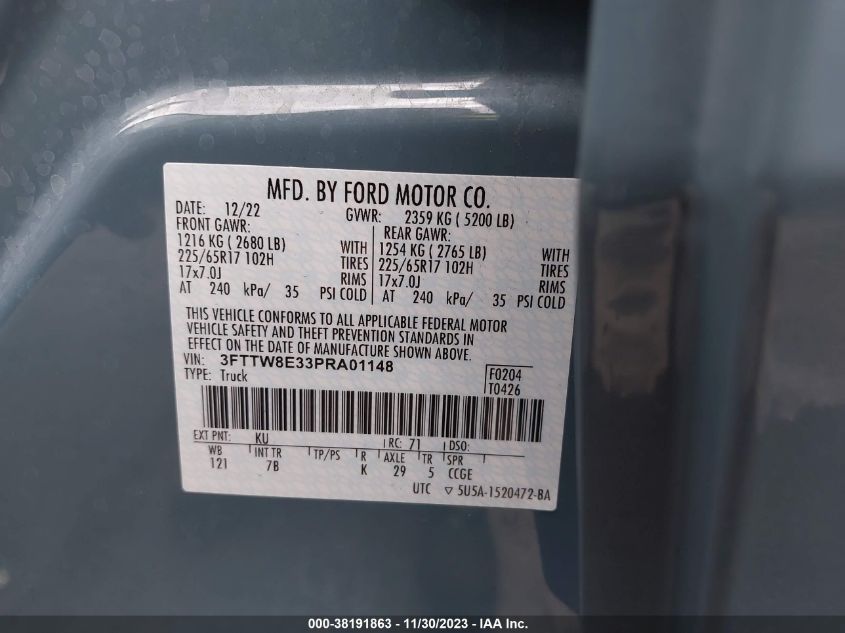 MFD. BY FORD MOTOR CO.
DATE: 12/22 GVWR: 2359 KG ( 5200 LB)
FRONT GAWR: REAR GAWR:
1216 KG ( 2680 LB) WITH 1254 KG ( 2765 LB) WITH
225/65R17 102H TIRES 225/65R17 102H TIRES
17x7.0J RIMS 17x7.0J RIMS
AT 240 kPa/ 35 PSI COLD AT 240 kPa/ 35 PSI COLD
THIS VEHICLE CONFORMS TO ALL APPLICABLE FEDERAL MOTOR
VEHICLE SAFETY AND THEFT PREVENTION STANDARDS IN
EFFECT ON THE DATE OF MANUFACTURE SHOWN ABOVE.
VIN: 3FTTW8E33PRA01148
TYPE: Truck
F0204
T0426
EXT PNT: KU RC: 71 DSO:
WB INT TR TP/PS R AXLE TR SPR
121 7B K 29 5 CCGE
UTC ▽ 5U5A-1520472-BA
000-38191863 - 11/30/2023 - IAA Inc.